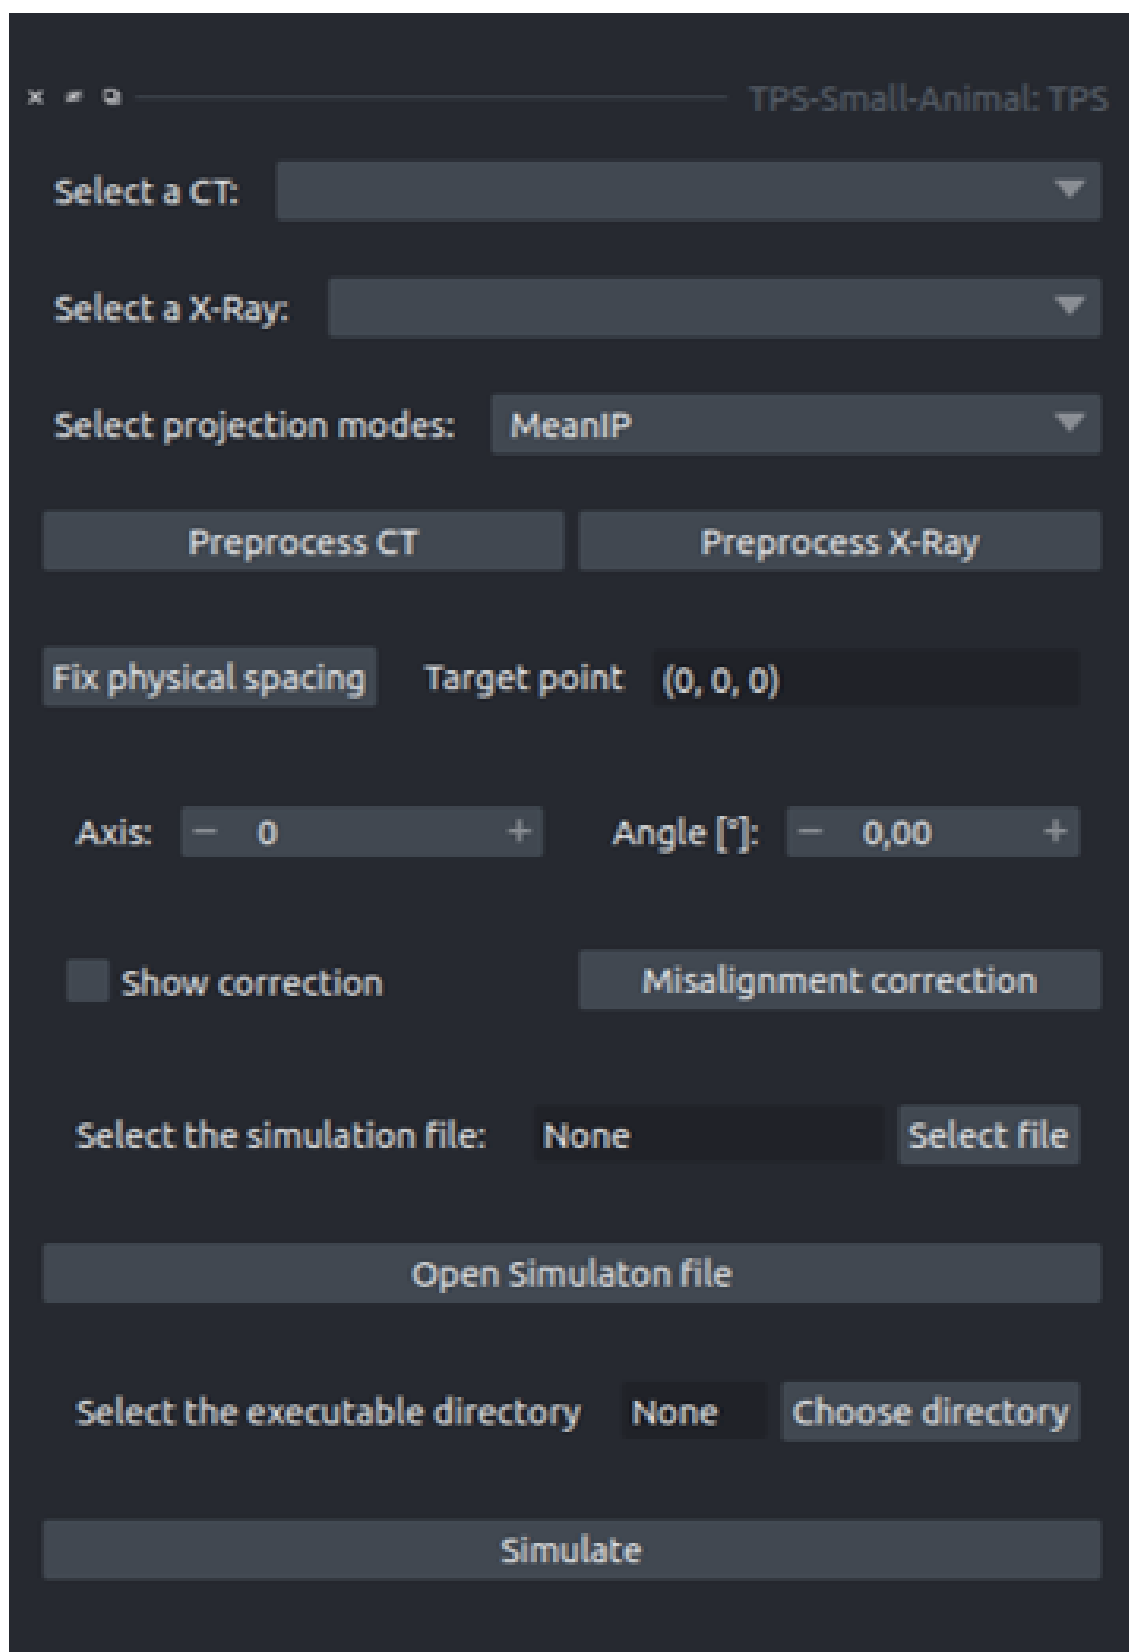 TPS-Small-Animal: TPS
Select a CT:
Select a X-Ray:
Select projection modes: MeanIP
Preprocess CT Preprocess X-Ray
Fix physical spacing Target point (0, 0, 0)
Axis: − 0 + Angle [°]: − 0,00 +
Show correction Misalignment correction
Select the simulation file: None Select file
Open Simulaton file
Select the executable directory None Choose directory
Simulate